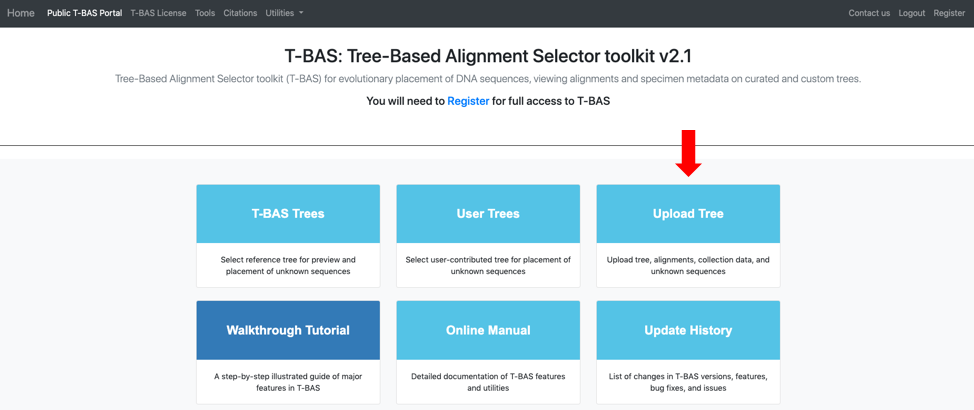 Home Public T-BAS Portal T-BAS License Tools Citations Utilities Contact us Logout Register
T-BAS: Tree-Based Alignment Selector toolkit v2.1
Tree-Based Alignment Selector toolkit (T-BAS) for evolutionary placement of DNA sequences, viewing alignments and specimen metadata on curated and custom trees.
You will need to Register for full access to T-BAS
T-BAS Trees
Select reference tree for preview and
placement of unknown sequences
User Trees
Select user-contributed tree for placement of
unknown sequences
Upload Tree
Upload tree, alignments, collection data, and
unknown sequences
Walkthrough Tutorial
A step-by-step illustrated guide of major
features in T-BAS
Online Manual
Detailed documentation of T-BAS features
and utilities
Update History
List of changes in T-BAS versions, features,
bug fixes, and issues